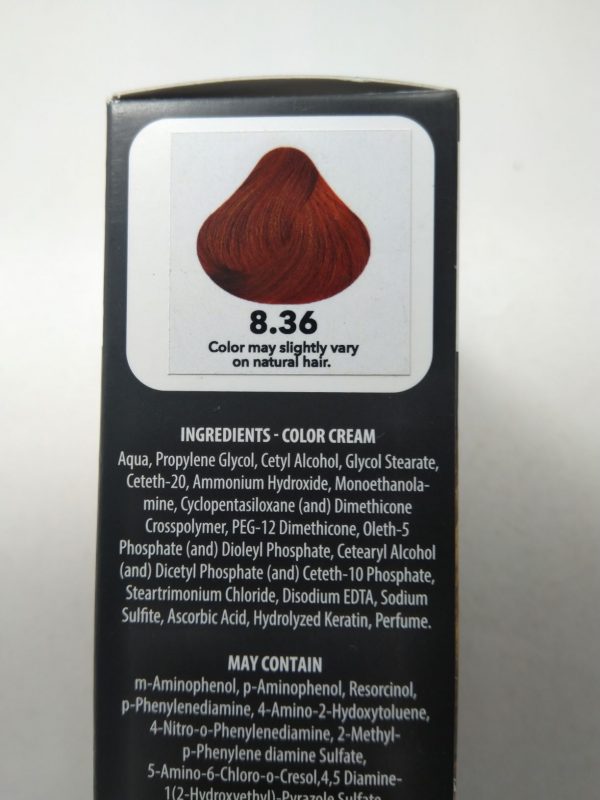 8.36
Color may slightly vary
on natural hair.
INGREDIENTS - COLOR CREAM
Aqua, Propylene Glycol, Cetyl Alcohol, Glycol Stearate,
Ceteth-20, Ammonium Hydroxide, Monoethanola-
mine, Cyclopentasiloxane (and) Dimethicone
Crosspolymer, PEG-12 Dimethicone, Oleth-5
Phosphate (and) Dioleyl Phosphate, Cetearyl Alcohol
(and) Dicetyl Phosphate (and) Ceteth-10 Phosphate,
Steartrimonium Chloride, Disodium EDTA, Sodium
Sulfite, Ascorbic Acid, Hydrolyzed Keratin, Perfume.
MAY CONTAIN
m-Aminophenol, p-Aminophenol, Resorcinol,
p-Phenylenediamine, 4-Amino-2-Hydoxytoluene,
4-Nitro-o-Phenylenediamine, 2-Methyl-
p-Phenylene diamine Sulfate,
5-Amino-6-Chloro-o-Cresol,4,5 Diamine-
1(2-Hydroxyethyl)-Pyrazole Sulfate